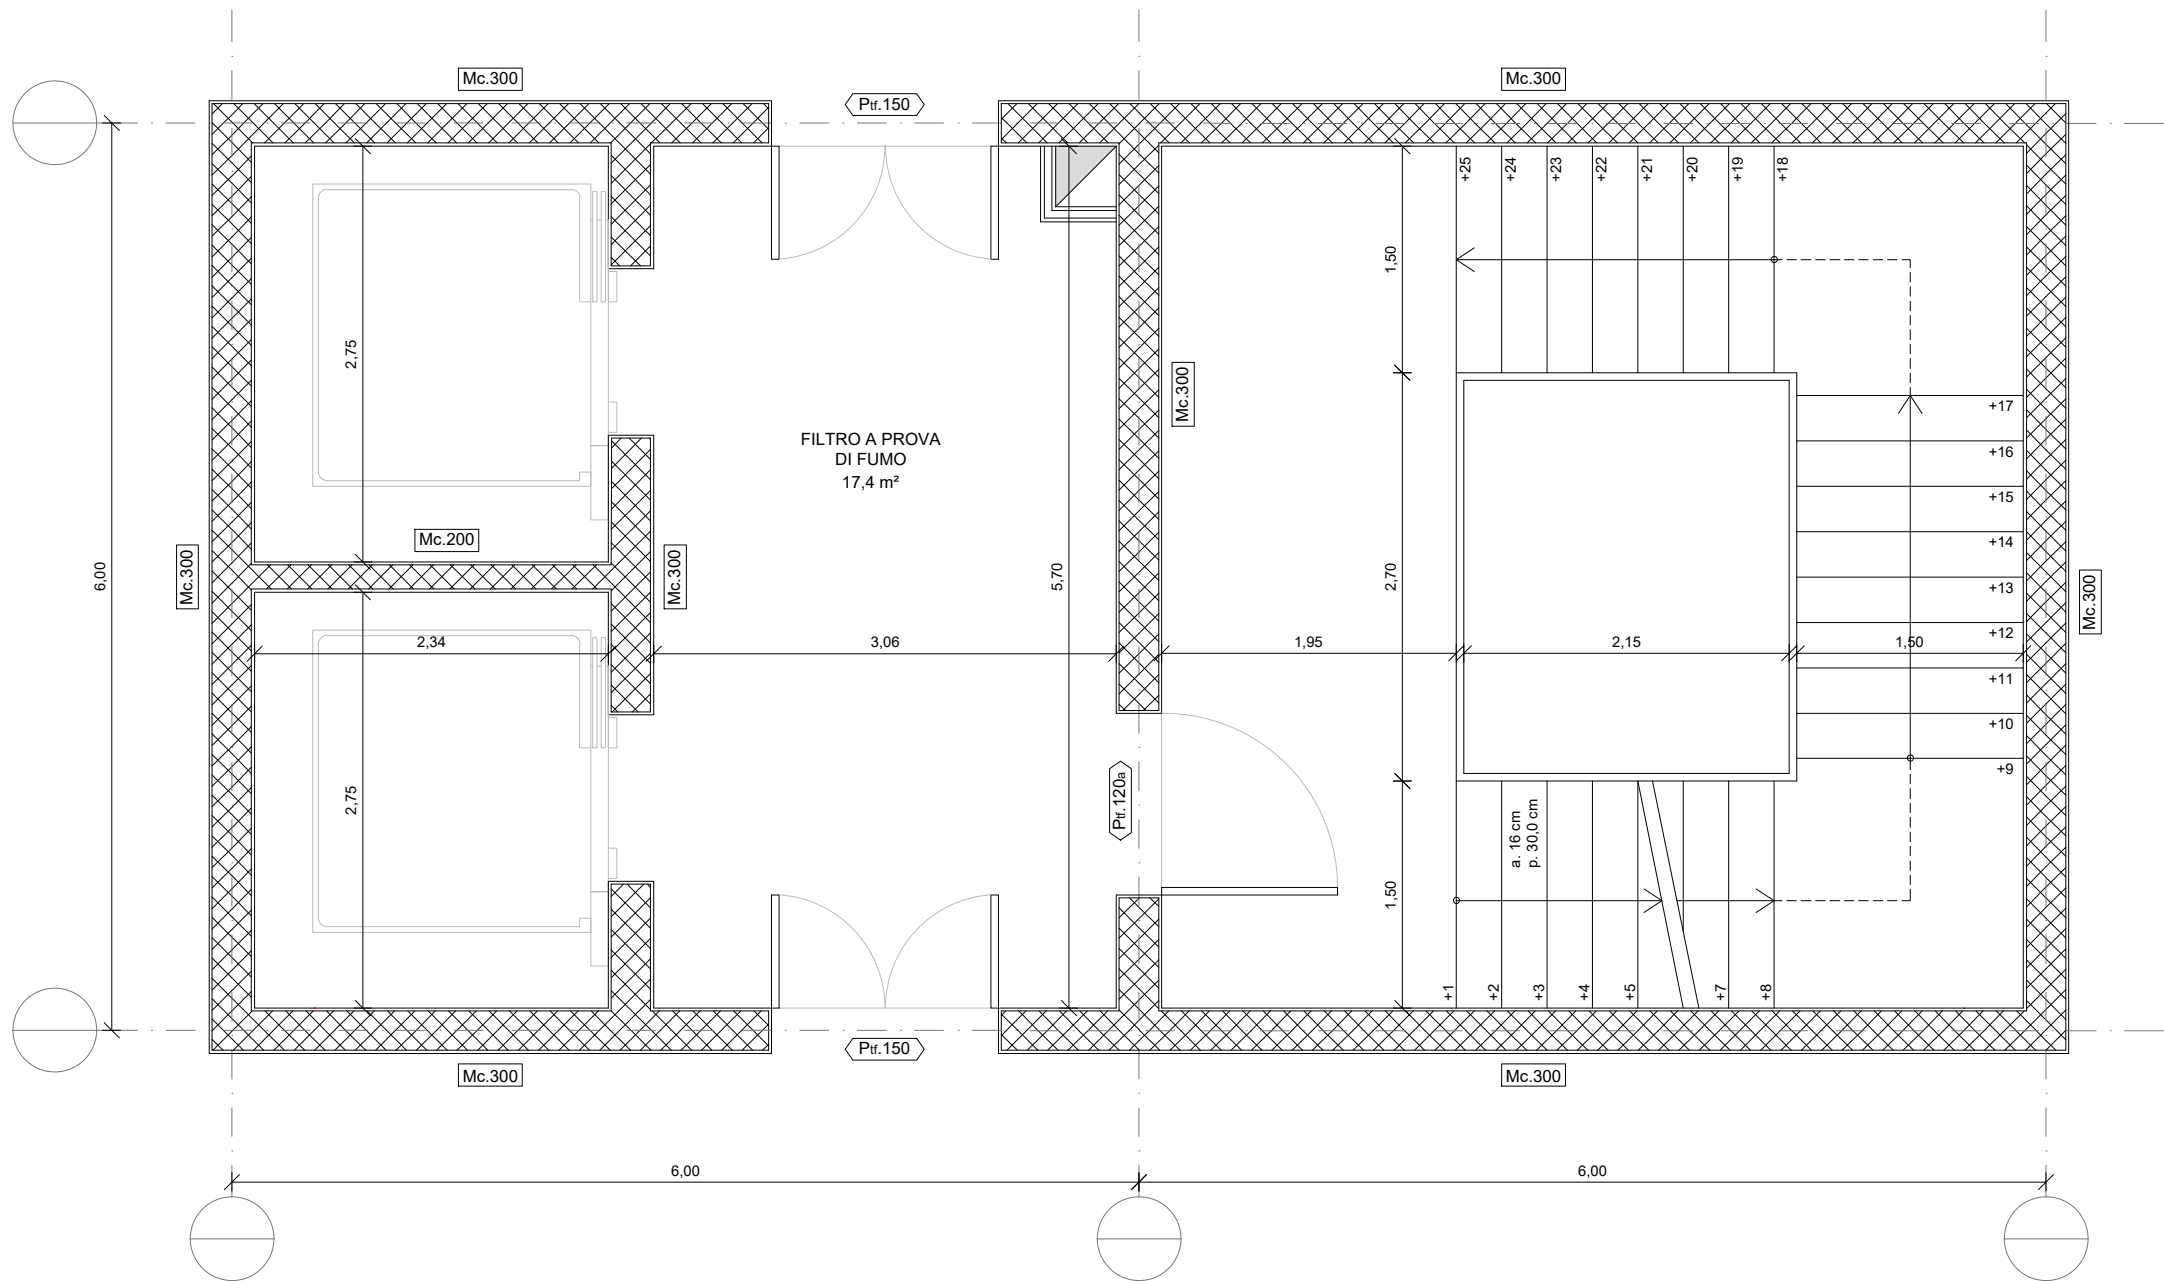 Mc.300
Mc.300
Ptf.150
+25
+24
+23
+22
+21
+20
+19
+18
1,50
2,75
Mc.300
FILTRO A PROVA
DI FUMO
17,4 m²
+17
+16
+15
+14
+13
+12
+11
+10
+9
Mc.200
6,00
Mc.300
Mc.300
5,70
2,70
Mc.300
2,34
3,06
1,95
2,15
1,50
2,75
Ptf.120a
a. 16 cm
p. 30,0 cm
1,50
+1
+2
+3
+4
+5
+7
+8
Ptf.150
Mc.300
Mc.300
6,00
6,00